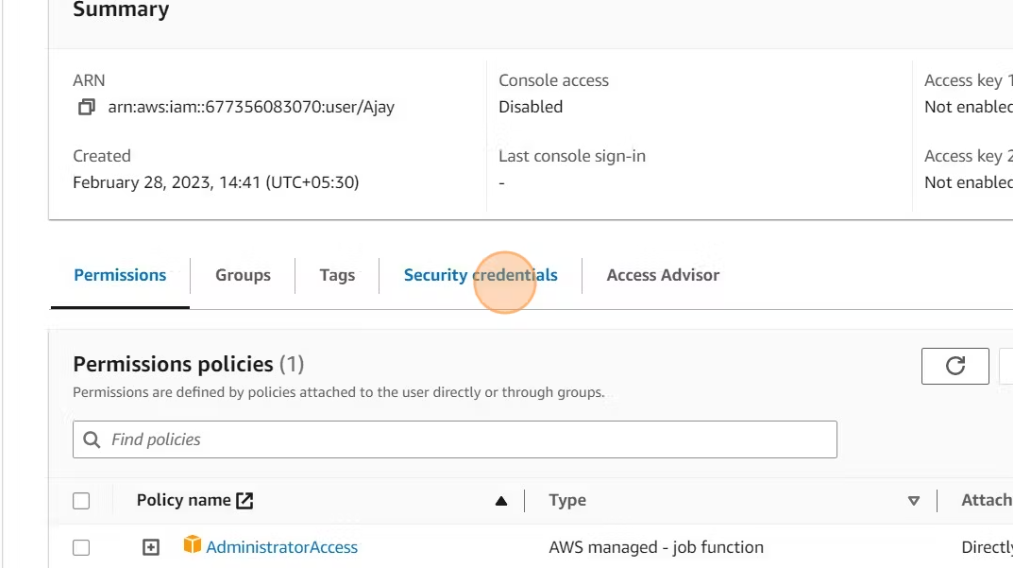 Summary
ARN
Console access
Access key 1
arn:aws:iam::677356083070:user/Ajay
Disabled
Not enabled
Created
Last console sign-in
Access key 2
February 28, 2023, 14:41 (UTC+05:30)
-
Not enabled
Permissions
Groups
Tags
Security credentials
Access Advisor
Permissions policies (1)
Permissions are defined by policies attached to the user directly or through groups.
Find policies
Policy name
Type
Attach
AdministratorAccess
AWS managed - job function
Directly